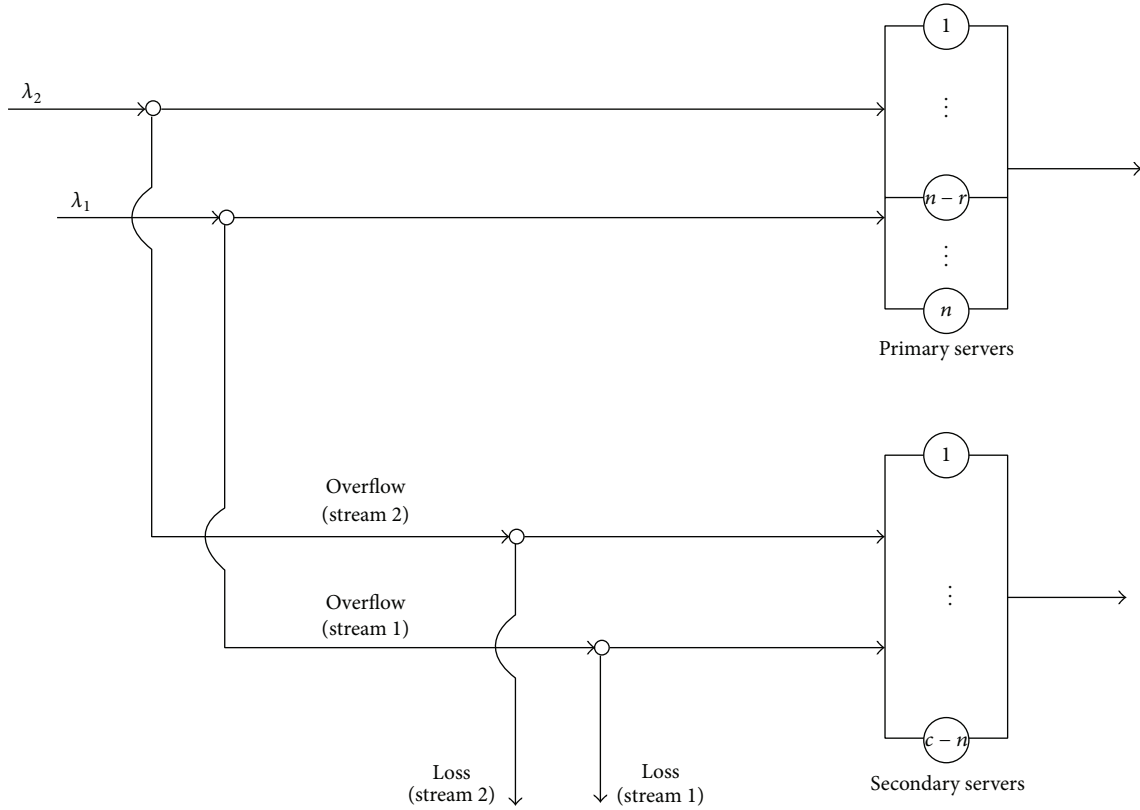 1
λ2
⋮
λ1
n − r
⋮
n
Primary servers
1
Overflow
(stream 2)
⋮
Overflow
(stream 1)
c − n
Loss
(stream 2)
Loss
(stream 1)
Secondary servers